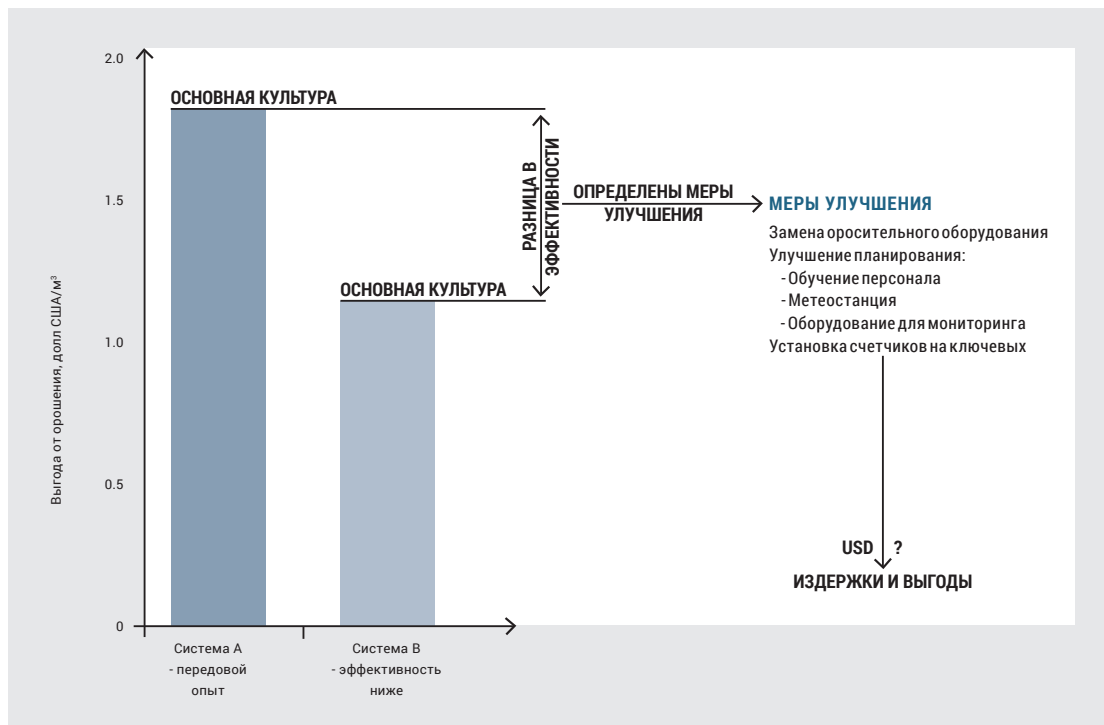 2.0
ОСНОВНАЯ КУЛЬТУРА
РАЗНИЦА В
ЭФФЕКТИВНОСТИ
1.5
ОПРЕДЕЛЕНЫ МЕРЫ
УЛУЧШЕНИЯ
МЕРЫ УЛУЧШЕНИЯ
Замена оросительного оборудования
Улучшение планирования:
- Обучение персонала
- Метеостанция
- Оборудование для мониторинга
Установка счетчиков на ключевых
ОСНОВНАЯ КУЛЬТУРА
Выгода от орошения, долл США/м³
1.0
0.5
USD ?
ИЗДЕРЖКИ И ВЫГОДЫ
0
Система А
- передовой
опыт
Система В
- эффективность
ниже